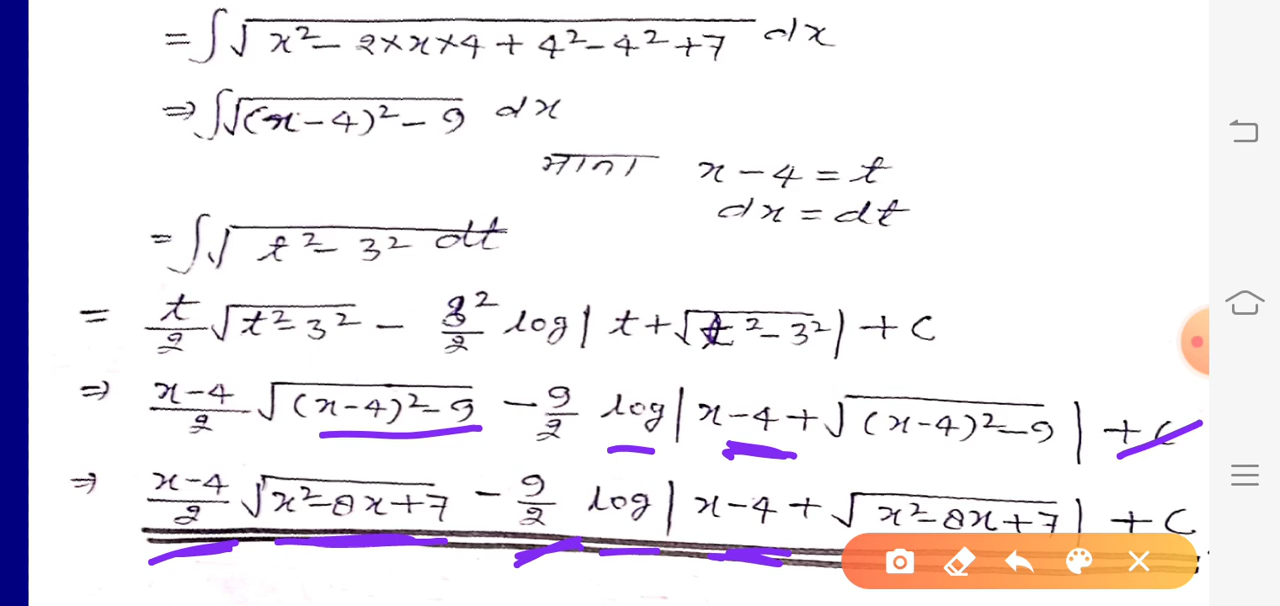 = ∫√(x² - 2×x×4 + 4² - 4² + 7) dx
⇒ ∫√((x-4)² - 9) dx
माना x - 4 = t
dx = dt
= ∫√(t² - 3²) dt
= t/2 √(t² - 3²) - 3²/2 log| t + √(t² - 3²) | + C
⇒ x-4/2 √((x-4)² - 9) - 9/2 log| x-4 + √((x-4)² - 9) | + C
⇒ x-4/2 √(x² - 8x + 7) - 9/2 log| x-4 + √(x² - 8x + 7) | + C